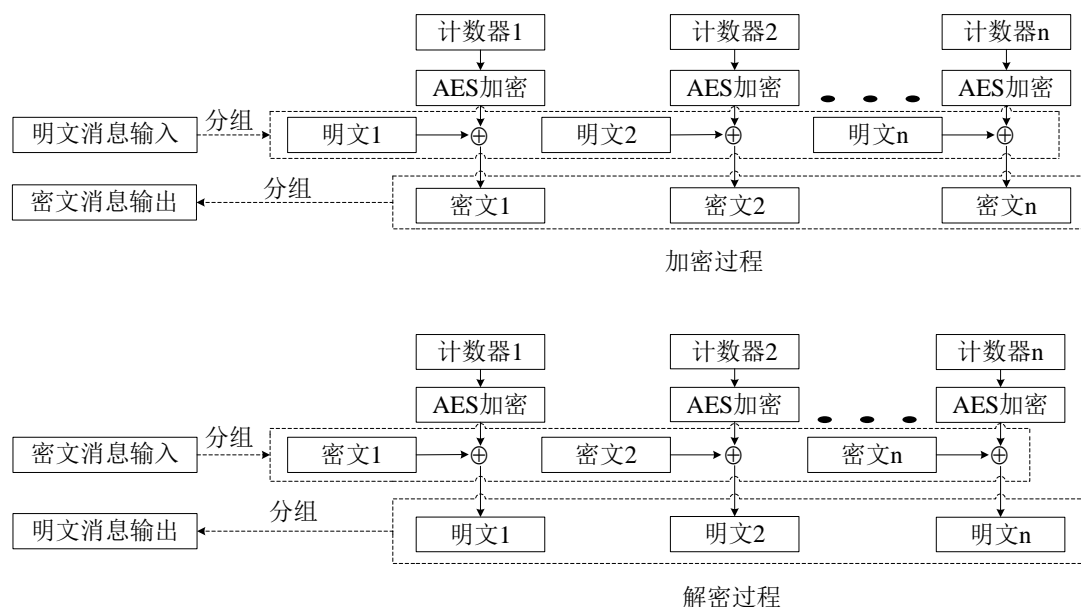 计数器1
计数器2
计数器n
AES加密
AES加密
AES加密
明文消息输入
分组
明文1
明文2
明文n
密文消息输出
分组
密文1
密文2
密文n
加密过程
计数器1
计数器2
计数器n
AES加密
AES加密
AES加密
密文消息输入
分组
密文1
密文2
密文n
明文消息输出
分组
明文1
明文2
明文n
解密过程